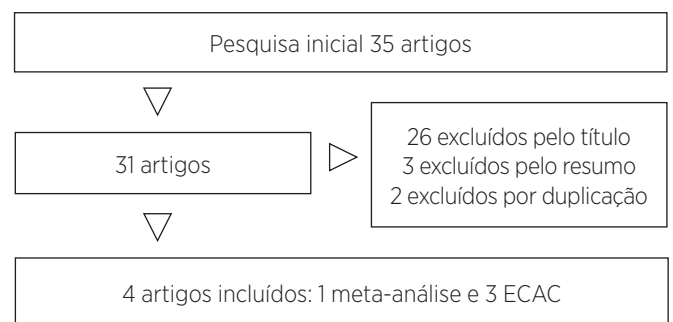 Pesquisa inicial 35 artigos
31 artigos
26 excluídos pelo título
3 excluídos pelo resumo
2 excluídos por duplicação
4 artigos incluídos: 1 meta-análise e 3 ECAC